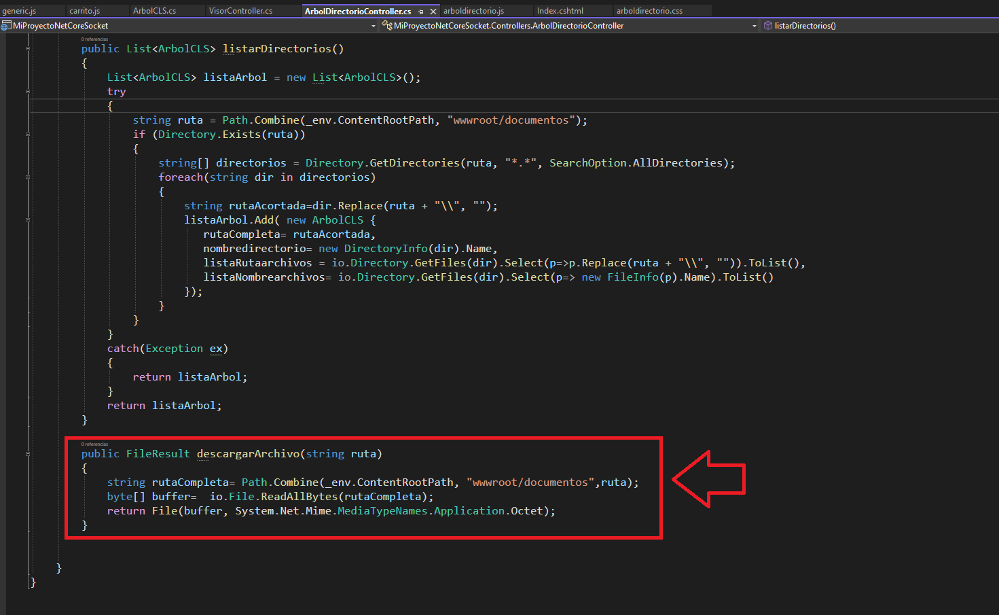 generic.js carrito.js ArbolCLS.cs VisorController.cs ArbolDirectorioController.cs arboldirectorio.js Index.cshtml arboldirectorio.css
MiProyectoNetCoreSocket MiProyectoNetCoreSocket.Controllers.ArbolDirectorioController listarDirectorios()
0 referencias
public List<ArbolCLS> listarDirectorios()
{
List<ArbolCLS> listaArbol = new List<ArbolCLS>();
try
{
string ruta = Path.Combine(_env.ContentRootPath, "wwwroot/documentos");
if (Directory.Exists(ruta))
{
string[] directorios = Directory.GetDirectories(ruta, "*.*", SearchOption.AllDirectories);
foreach(string dir in directorios)
{
string rutaAcortada=dir.Replace(ruta + "\\", "");
listaArbol.Add( new ArbolCLS {
rutaCompleta= rutaAcortada,
nombredirectorio= new DirectoryInfo(dir).Name,
listaRutaarchivos = io.Directory.GetFiles(dir).Select(p=>p.Replace(ruta + "\\", "")).ToList(),
listaNombrearchivos= io.Directory.GetFiles(dir).Select(p=> new FileInfo(p).Name).ToList()
});
}
}
}
catch(Exception ex)
{
return listaArbol;
}
return listaArbol;
}
0 referencias
public FileResult descargarArchivo(string ruta)
{
string rutaCompleta= Path.Combine(_env.ContentRootPath, "wwwroot/documentos",ruta);
byte[] buffer=  io.File.ReadAllBytes(rutaCompleta);
return File(buffer, System.Net.Mime.MediaTypeNames.Application.Octet);
}
}
}